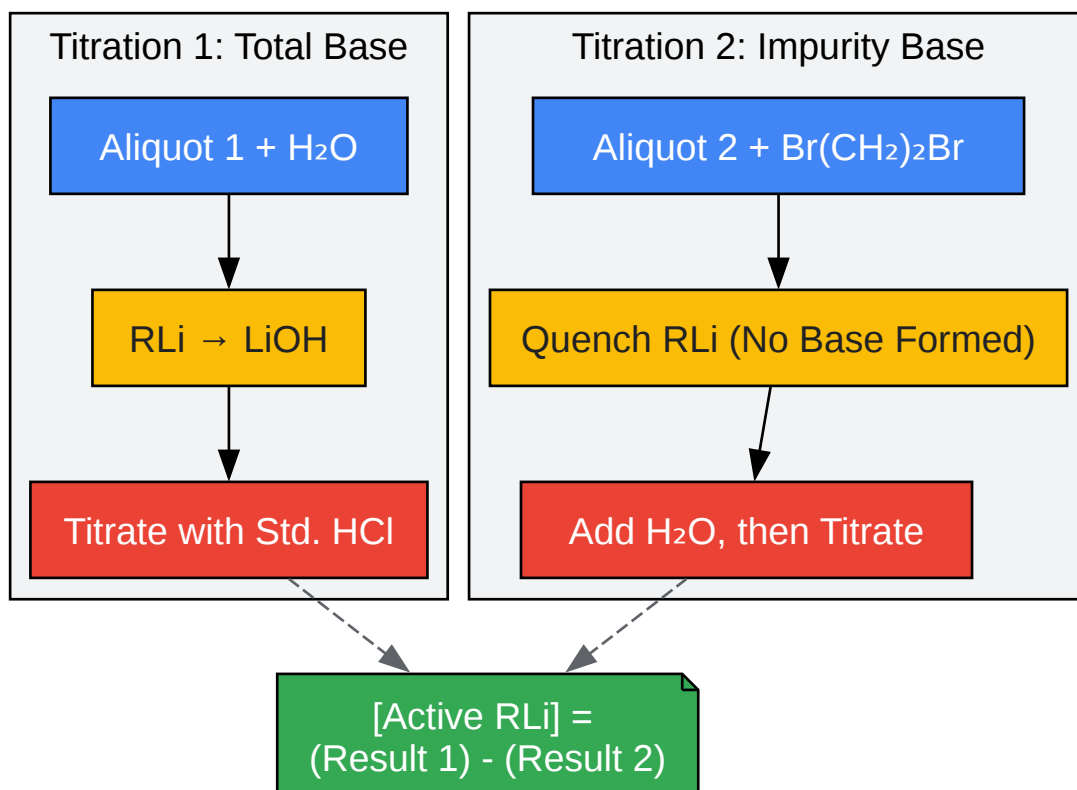 Titration 1: Total Base
Aliquot 1 + H₂O
RLi → LiOH
Titrate with Std. HCl
Titration 2: Impurity Base
Aliquot 2 + Br(CH₂)₂Br
Quench RLi (No Base Formed)
Add H₂O, then Titrate
[Active RLi] =
(Result 1) - (Result 2)